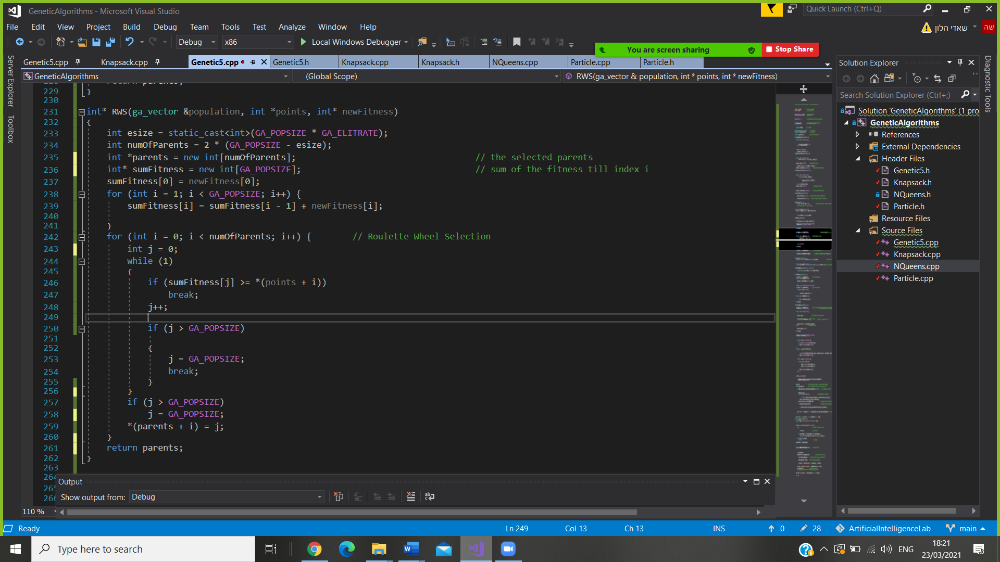 GeneticAlgorithms - Microsoft Visual Studio
Quick Launch (Ctrl+Q)
File Edit View Project Build Debug Team Tools Test Analyze Window Help
שאדי הלון
שה
Debug x86 Local Windows Debugger
You are screen sharing Stop Share
Server Explorer
Toolbox
Genetic5.cpp Knapsack.cpp Genetic5.cpp Genetic5.h Knapsack.cpp Knapsack.h NQueens.cpp Particle.cpp Particle.h
GeneticAlgorithms (Global Scope) RWS(ga_vector & population, int * points, int * newFitness)
229 }
230
231 int* RWS(ga_vector &population, int *points, int* newFitness)
232 {
233 int esize = static_cast<int>(GA_POPSIZE * GA_ELITRATE);
234 int numOfParents = 2 * (GA_POPSIZE - esize);
235 int *parents = new int[numOfParents]; // the selected parents
236 int* sumFitness = new int[GA_POPSIZE]; // sum of the fitness till index i
237 sumFitness[0] = newFitness[0];
238 for (int i = 1; i < GA_POPSIZE; i++) {
239 sumFitness[i] = sumFitness[i - 1] + newFitness[i];
240
241 }
242 for (int i = 0; i < numOfParents; i++) { // Roulette Wheel Selection
243 int j = 0;
244 while (1)
245 {
246 if (sumFitness[j] >= *(points + i))
247 break;
248 j++;
249
250 if (j > GA_POPSIZE)
251
252 {
253 j = GA_POPSIZE;
254 break;
255 }
256 }
257 if (j > GA_POPSIZE)
258 j = GA_POPSIZE;
259 *(parents + i) = j;
260 }
261 return parents;
262 }
263
Output
Show output from: Debug
110 %
Solution Explorer
Search Solution Explorer (Ctrl+;)
Solution 'GeneticAlgorithms' (1 pro
GeneticAlgorithms
References
External Dependencies
Header Files
Genetic5.h
Knapsack.h
NQueens.h
Particle.h
Resource Files
Source Files
Genetic5.cpp
Knapsack.cpp
NQueens.cpp
Particle.cpp
Diagnostic Tools
Ready Ln 249 Col 13 Ch 13 INS 0 28 ArtificialIntelligenceLab main
Type here to search
ENG
18:21
23/03/2021